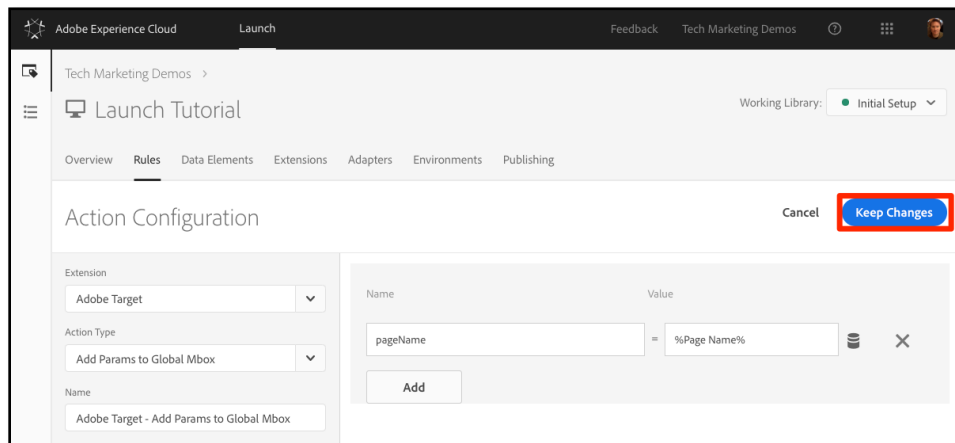 Adobe Experience Cloud Launch Feedback Tech Marketing Demos
Tech Marketing Demos >
Launch Tutorial
Working Library: Initial Setup
Overview Rules Data Elements Extensions Adapters Environments Publishing
Action Configuration
Cancel Keep Changes
Extension
Adobe Target
Action Type
Add Params to Global Mbox
Name
Adobe Target - Add Params to Global Mbox
Name Value
pageName = %Page Name%
Add